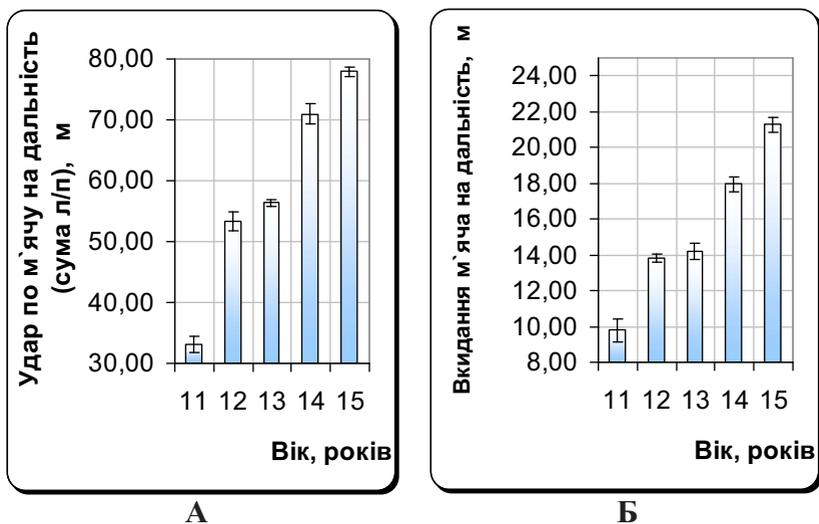 Удар по м`ячу на дальність
(сума л/п), м
80,00
70,00
60,00
50,00
40,00
30,00
11 12 13 14 15
Вік, років
А
Вкидання м`яча на дальність, м
24,00
22,00
20,00
18,00
16,00
14,00
12,00
10,00
8,00
11 12 13 14 15
Вік, років
Б